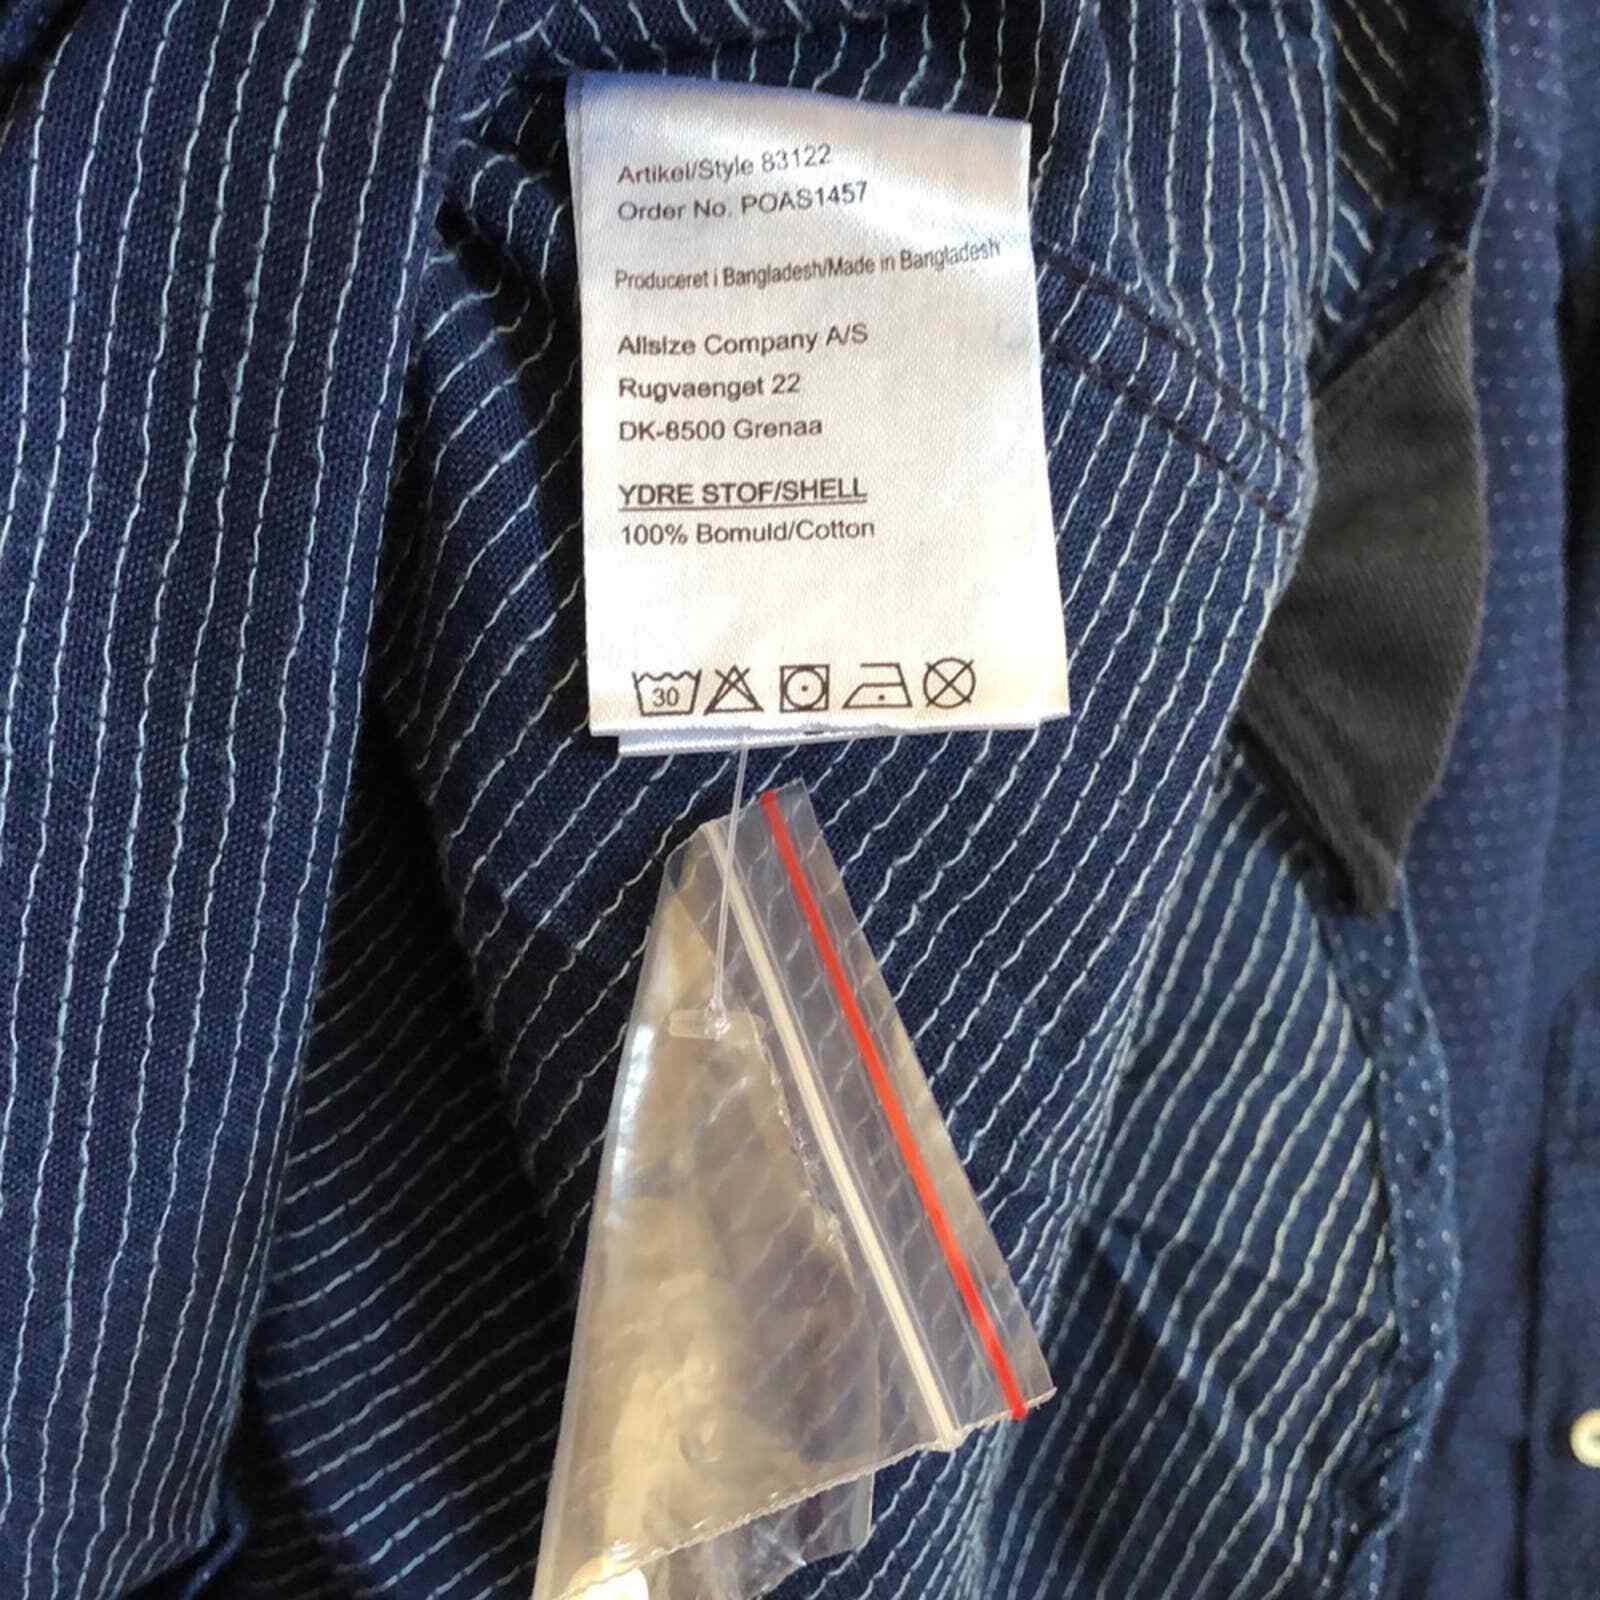 Artikel/Style 83122
Order No. POAS1457
Produceret i Bangladesh/Made in Bangladesh
Allsize Company A/S
Rugvaenget 22
DK-8500 Grenaa
YDRE STOF/SHELL
100% Bomuld/Cotton
30